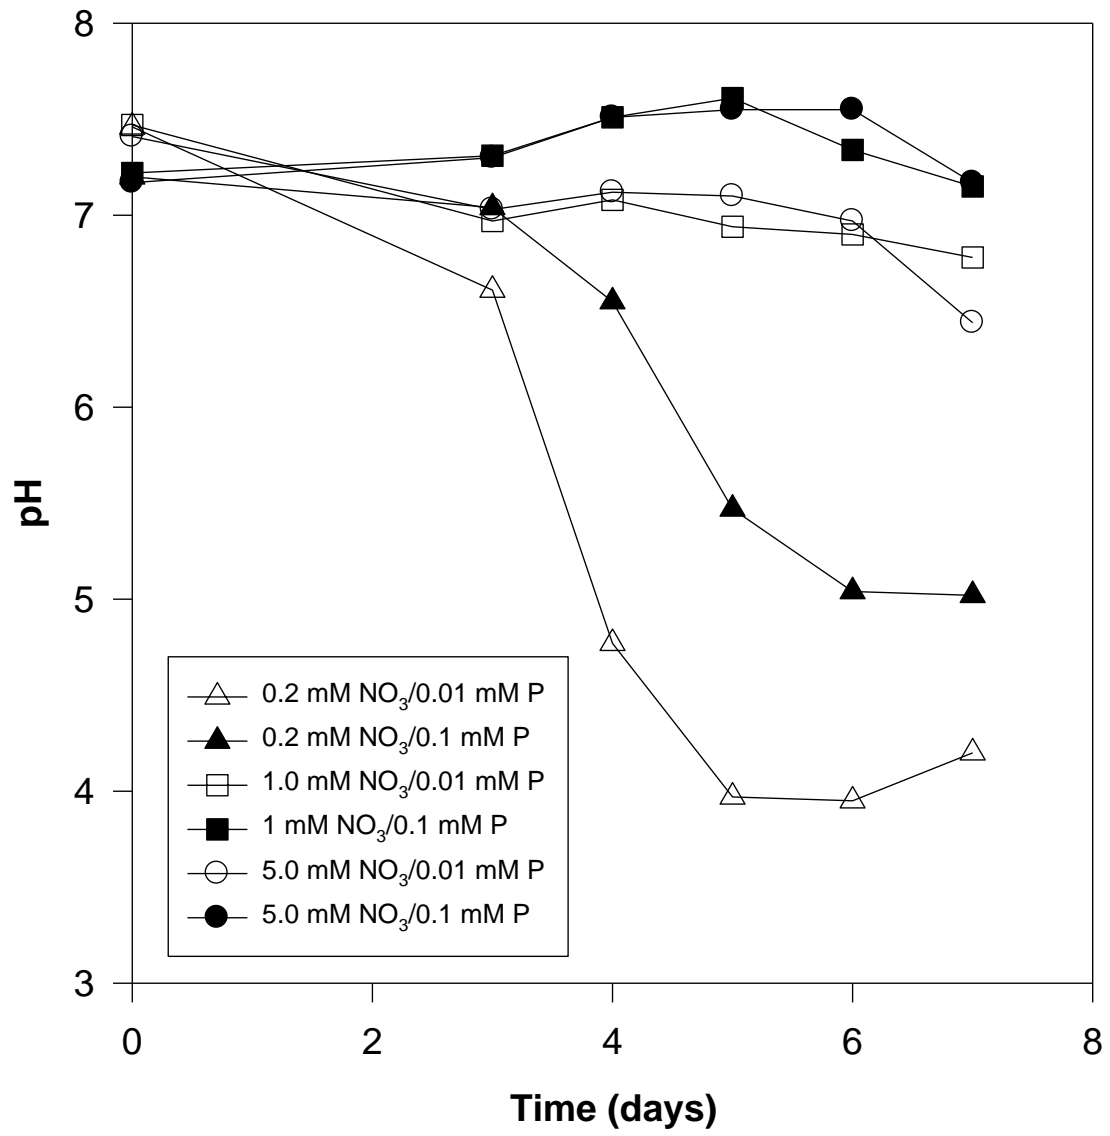 8
7
6
5
4
3
pH
0.2 mM NO₃/0.01 mM P
0.2 mM NO₃/0.1 mM P
1.0 mM NO₃/0.01 mM P
1 mM NO₃/0.1 mM P
5.0 mM NO₃/0.01 mM P
5.0 mM NO₃/0.1 mM P
0 2 4 6 8
Time (days)